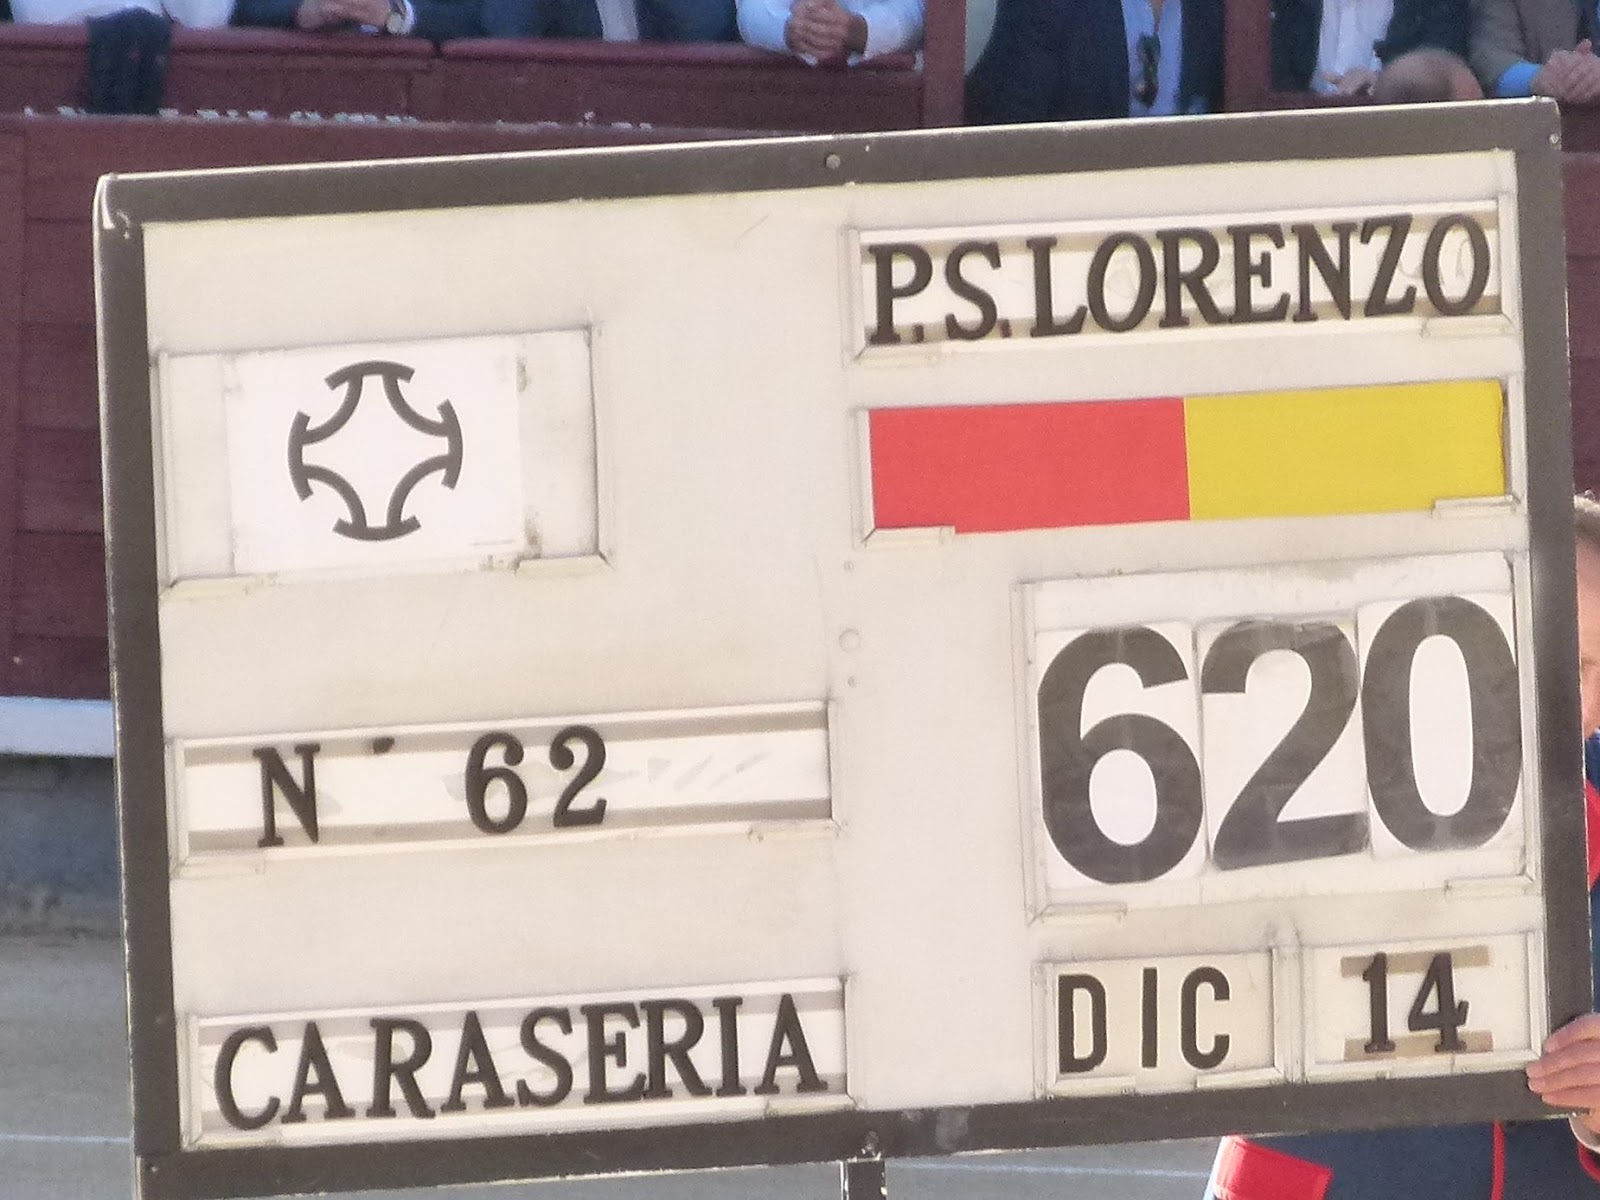 P.S.LORENZO
N· 62
620
CARASERIA
DIC 14